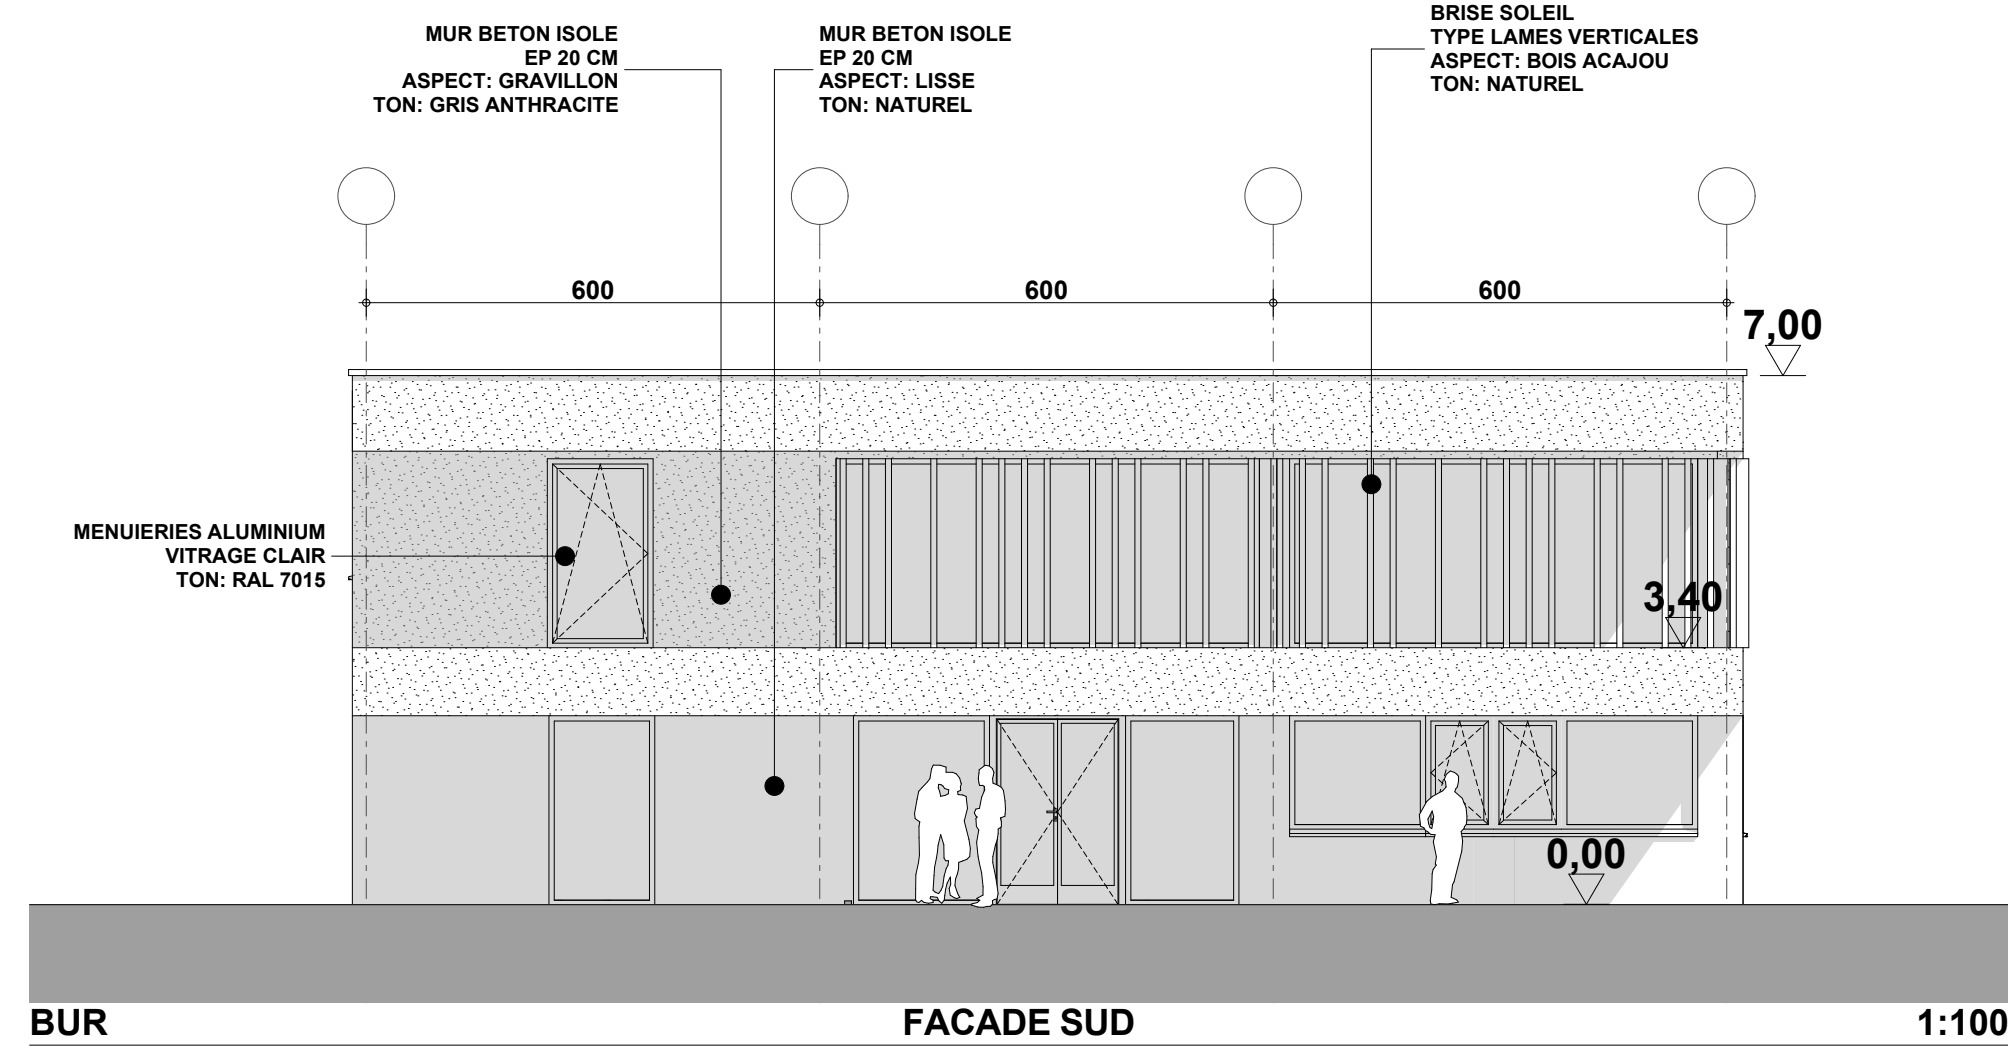 MUR BETON ISOLE
EP 20 CM
ASPECT: GRAVILLON
TON: GRIS ANTHRACITE
MUR BETON ISOLE
EP 20 CM
ASPECT: LISSE
TON: NATUREL
BRISE SOLEIL
TYPE LAMES VERTICALES
ASPECT: BOIS ACAJOU
TON: NATUREL
600
600
600
7,00
MENUIERIES ALUMINIUM
VITRAGE CLAIR
TON: RAL 7015
3,40
0,00
BUR
FACADE SUD
1:100